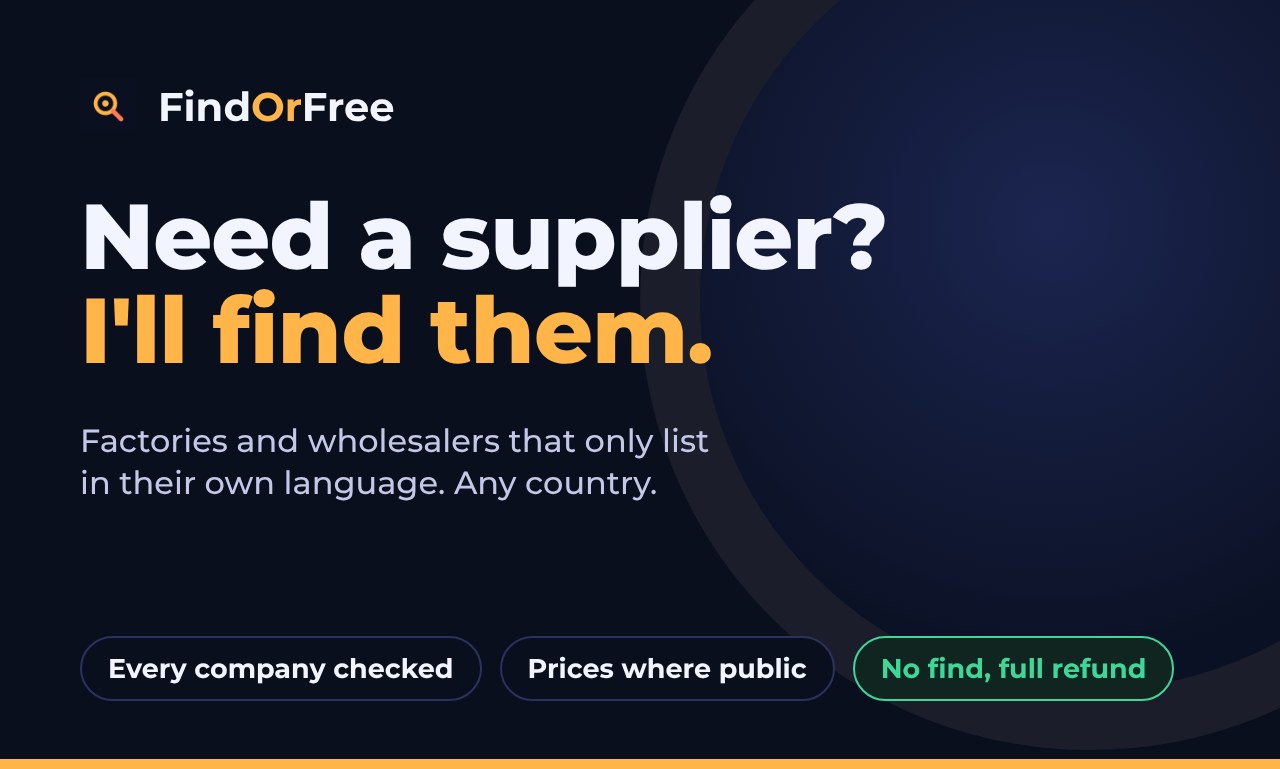 FindOrFree
Need a supplier?
I'll find them.
Factories and wholesalers that only list
in their own language. Any country.
Every company checked
Prices where public
No find, full refund